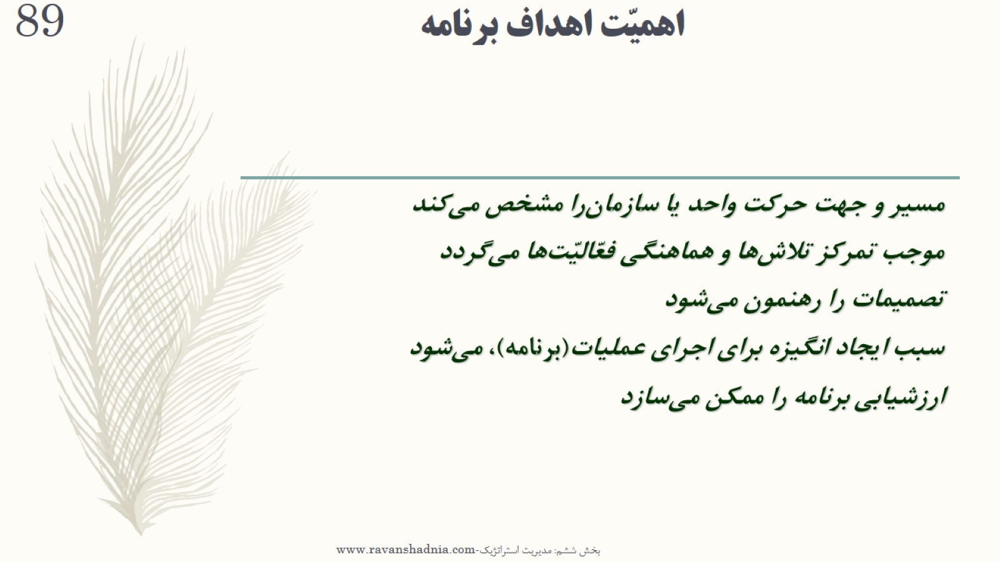 89
اهمیّت اهداف برنامه
مسیر و جهت حرکت واحد یا سازمان‌را مشخص می‌کند
موجب تمرکز تلاش‌ها و هماهنگی فعّالیّت‌ها می‌گردد
تصمیمات را رهنمون می‌شود
سبب ایجاد انگیزه برای اجرای عملیات(برنامه)، می‌شود
ارزشیابی برنامه را ممکن می‌سازد
بخش ششم: مدیریت استراتژیک-www.ravanshadnia.com